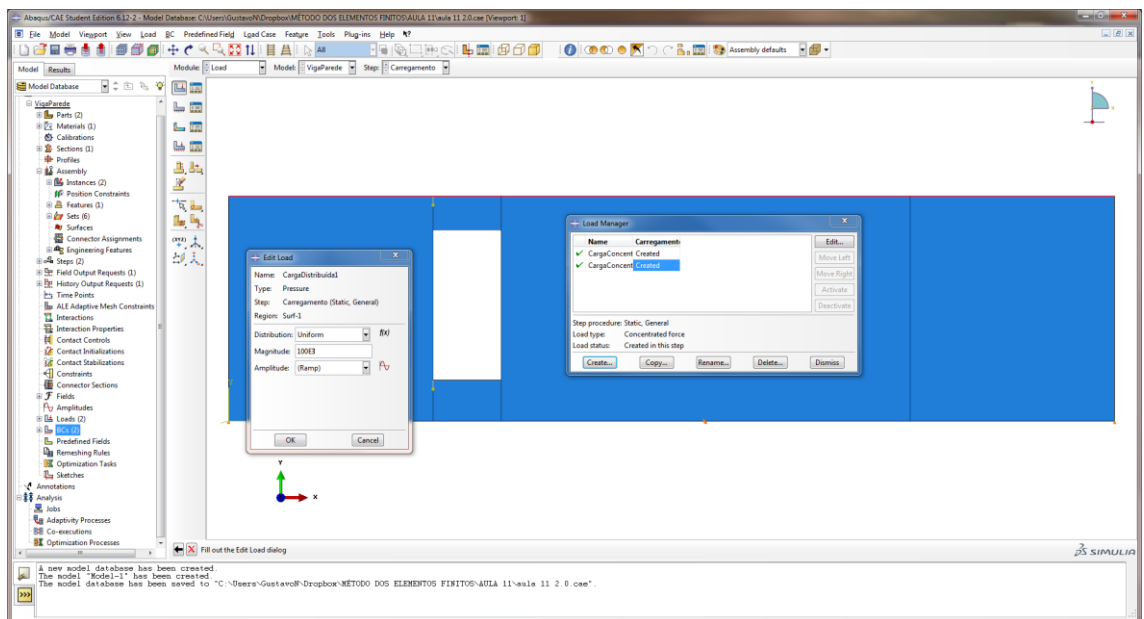 Abaqus/CAE Student Edition 6.12-2 - Model Database: C:\Users\GustavoN\Dropbox\MÉTODO DOS ELEMENTOS FINITOS\AULA 11\aula 11 2.0.cae [Viewport: 1]
File Model Viewport View Load BC Predefined Field Load Case Feature Tools Plug-ins Help
All
Assembly defaults
Model Results
Module: Load Model: VigaParede Step: Carregamento
Model Database
VigaParede
Parts (2)
Materials (1)
Calibrations
Sections (1)
Profiles
Assembly
Instances (2)
Position Constraints
Features (1)
Sets (6)
Surfaces
Connector Assignments
Engineering Features
Steps (2)
Field Output Requests (1)
History Output Requests (1)
Time Points
ALE Adaptive Mesh Constraints
Interactions
Interaction Properties
Contact Controls
Contact Initializations
Contact Stabilizations
Constraints
Connector Sections
Fields
Amplitudes
Loads (2)
BCs (2)
Predefined Fields
Remeshing Rules
Optimization Tasks
Sketches
Annotations
Analysis
Jobs
Adaptivity Processes
Co-executions
Optimization Processes
Edit Load
Name: CargaDistribuída1
Type: Pressure
Step: Carregamento (Static, General)
Region: Surf-1
Distribution: Uniform f(x)
Magnitude: 100E3
Amplitude: (Ramp)
OK Cancel
Load Manager
Name Carregamento
CargaConcent Created
CargaConcent Created
Edit...
Move Left
Move Right
Activate
Deactivate
Step procedure: Static, General
Load type: Concentrated force
Load status: Created in this step
Create... Copy... Rename... Delete... Dismiss
Y
X
Fill out the Edit Load dialog
SIMULIA
A new model database has been created.
The model "Model-1" has been created.
The model database has been saved to "C:\Users\GustavoN\Dropbox\MÉTODO DOS ELEMENTOS FINITOS\AULA 11\aula 11 2.0.cae".
>>>